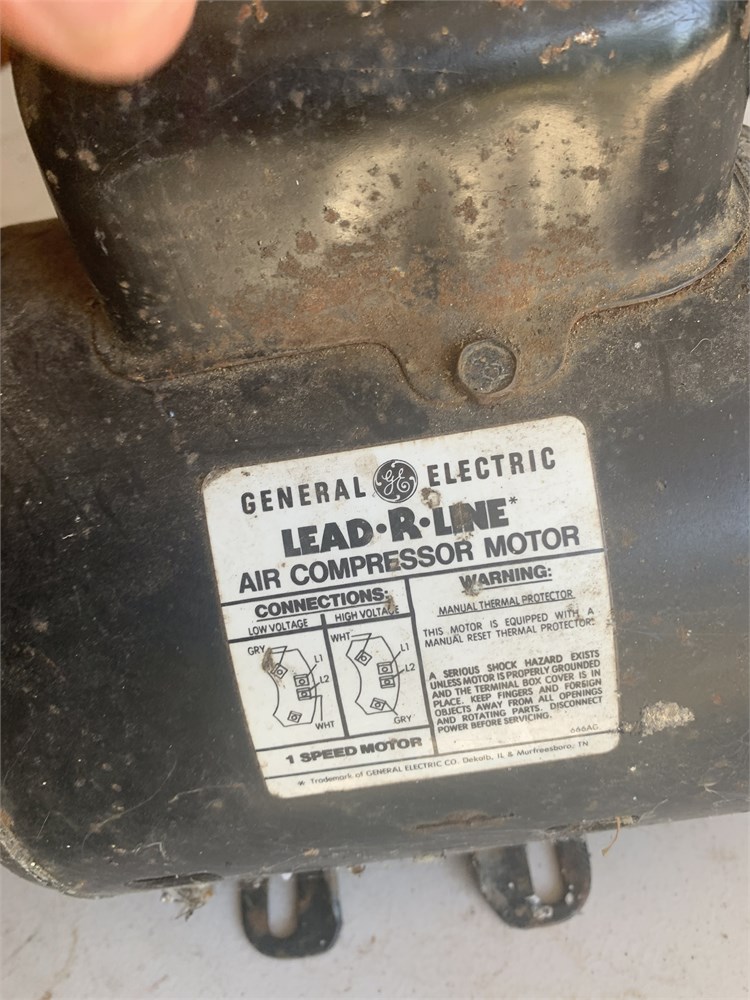 GENERAL GE ELECTRIC
LEAD•R•LINE*
AIR COMPRESSOR MOTOR
CONNECTIONS:
LOW VOLTAGE
HIGH VOLTAGE
GRY
L1
L2
WHT
WHT
L1
L2
GRY
1 SPEED MOTOR
WARNING:
MANUAL THERMAL PROTECTOR
THIS MOTOR IS EQUIPPED WITH A
MANUAL RESET THERMAL PROTECTOR.
A SERIOUS SHOCK HAZARD EXISTS
UNLESS MOTOR IS PROPERLY GROUNDED
AND THE TERMINAL BOX COVER IS IN
PLACE. KEEP FINGERS AND FOREIGN
OBJECTS AWAY FROM ALL OPENINGS
AND ROTATING PARTS. DISCONNECT
POWER BEFORE SERVICING.
686AG
* Trademark of GENERAL ELECTRIC CO. Dekalb, IL & Murfreesboro, TN